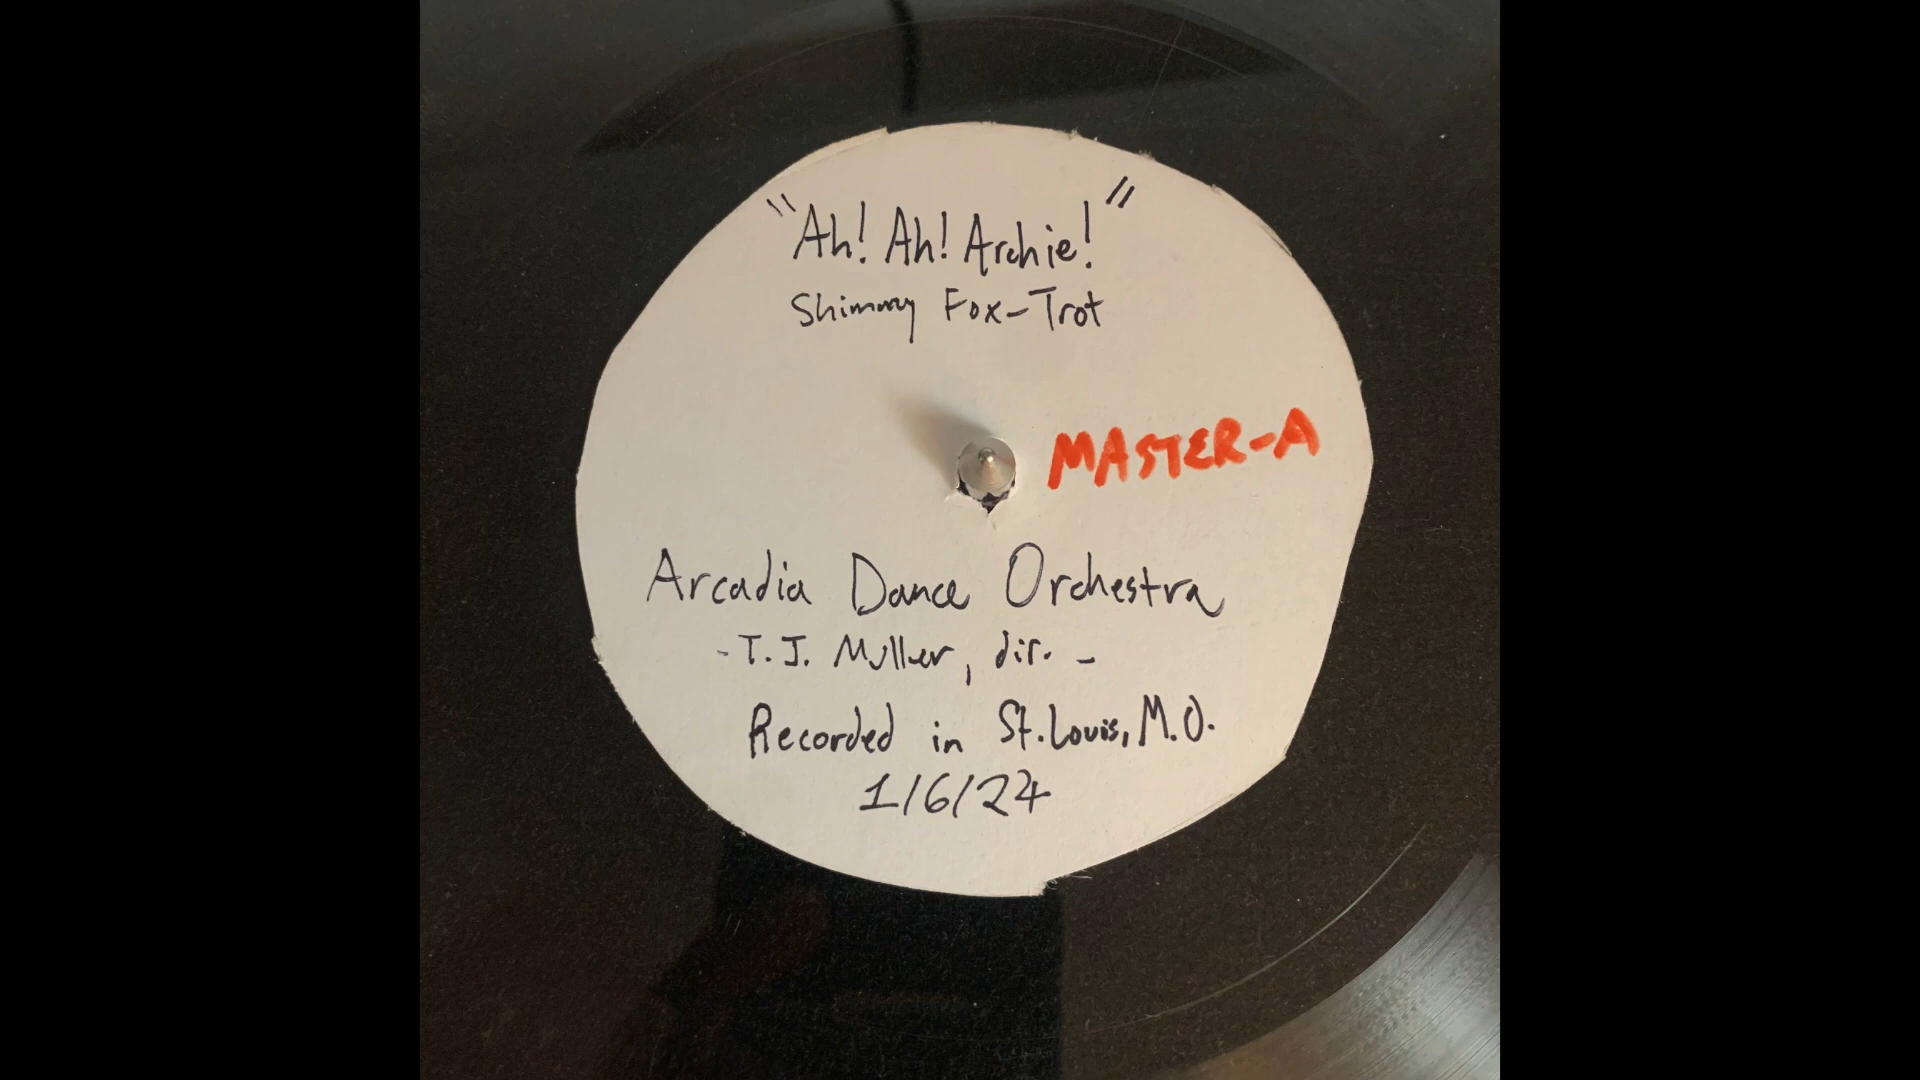 "Ah! Ah! Archie!"
Shimmy Fox-Trot
MASTER-A
Arcadia Dance Orchestra
- T. J. Muller, dir. -
Recorded in St. Louis, M.O.
1/6/24